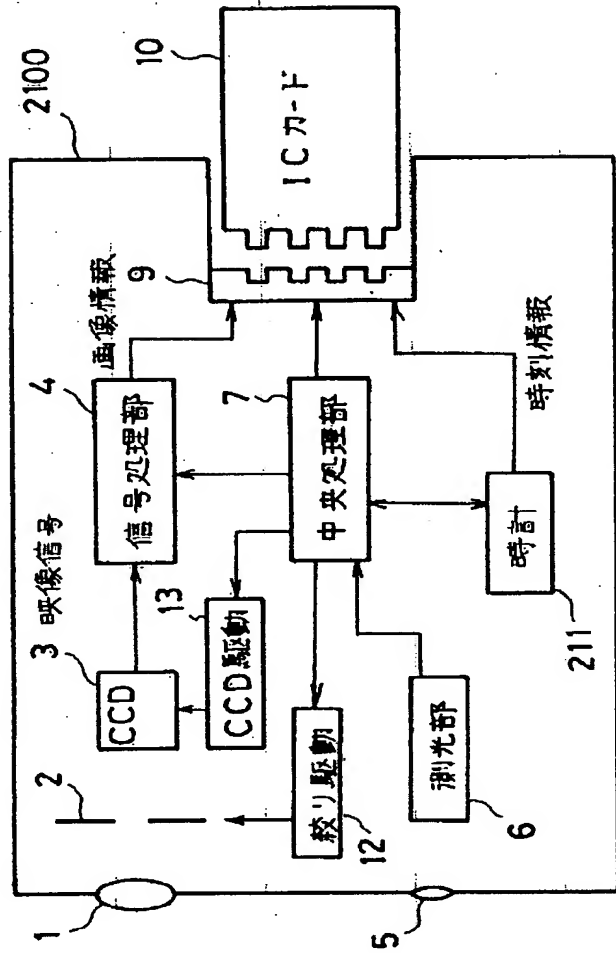 2100
1
2
3
CCD
映像信号
4
信号処理部
画像情報
9
10
ICカード
13
CCD駆動
7
中央処理部
絞り駆動
12
5
測光部
6
時計
211
時刻情報